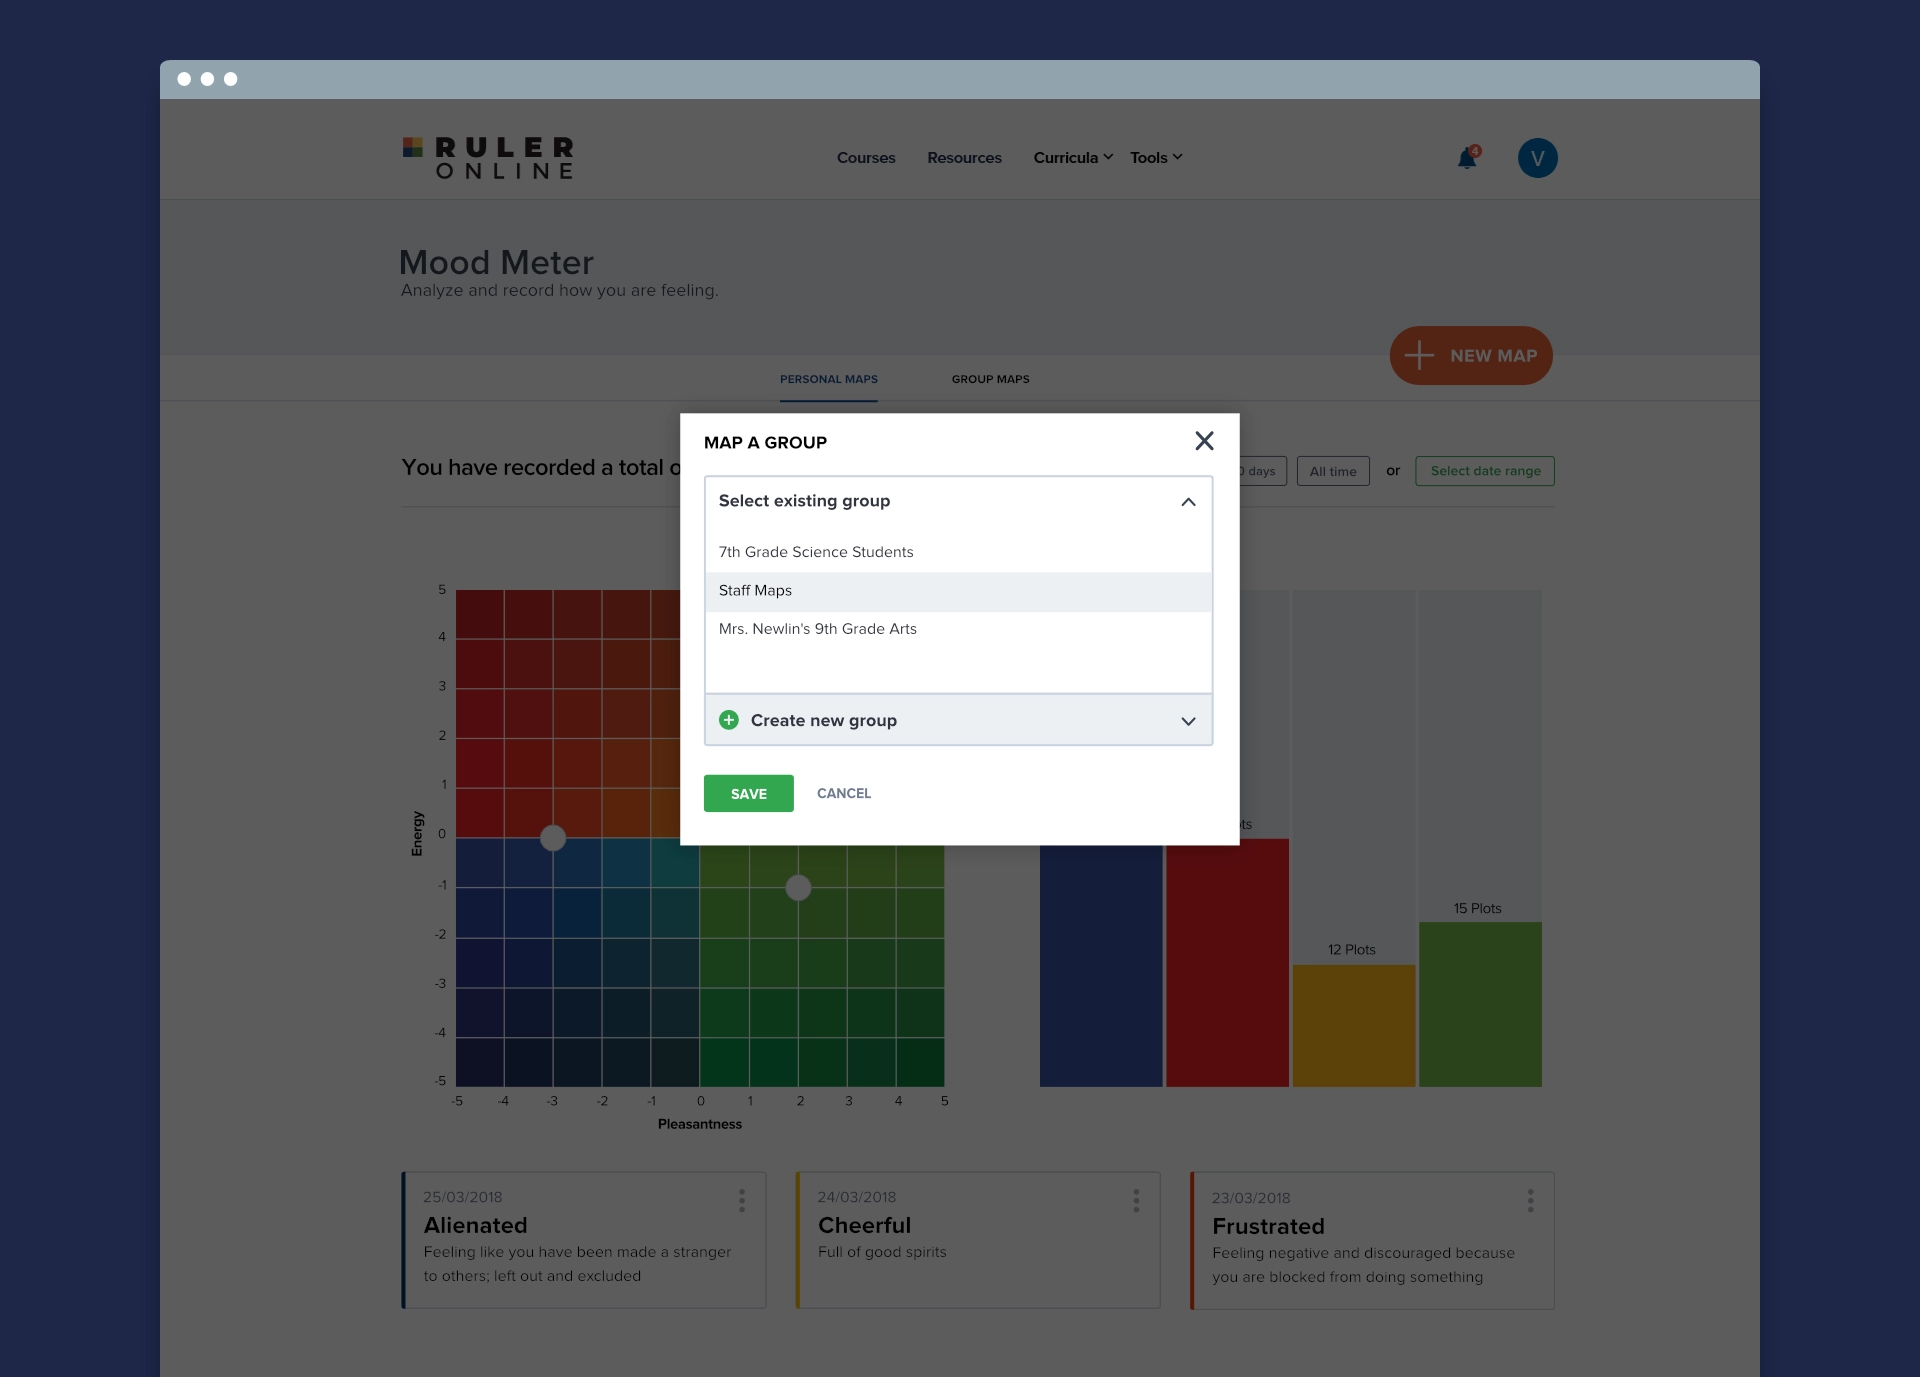 RULER
ONLINE
Courses
Resources
Curricula
Tools
4
V
Mood Meter
Analyze and record how you are feeling.
NEW MAP
PERSONAL MAPS
GROUP MAPS
MAP A GROUP
You have recorded a total
days
All time
or
Select date range
Select existing group
7th Grade Science Students
Staff Maps
Mrs. Newlin's 9th Grade Arts
Create new group
SAVE
CANCEL
5
4
3
2
1
0
-1
-2
-3
-4
-5
Energy
-5
-4
-3
-2
-1
0
1
2
3
4
5
Pleasantness
12 Plots
15 Plots
25/03/2018
Alienated
Feeling like you have been made a stranger
to others; left out and excluded
24/03/2018
Cheerful
Full of good spirits
23/03/2018
Frustrated
Feeling negative and discouraged because
you are blocked from doing something